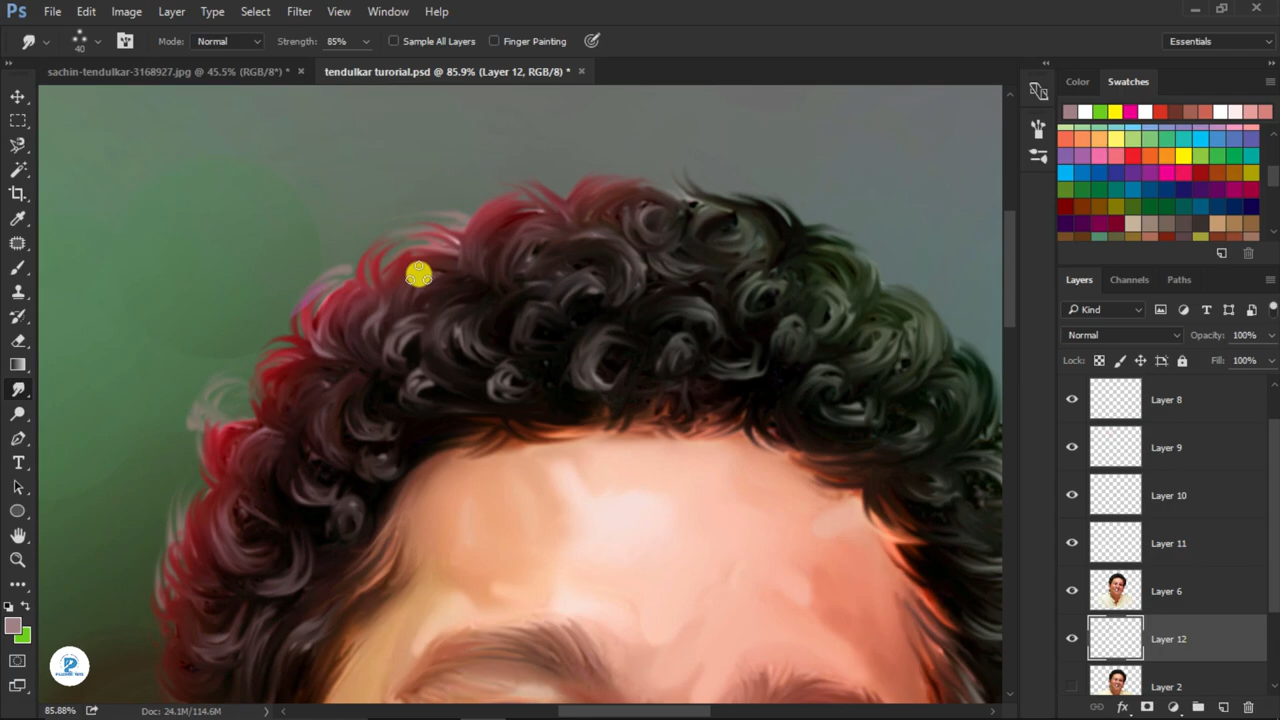 Ps File Edit Image Layer Type Select Filter View Window Help
40 Mode: Normal Strength: 85% Sample All Layers Finger Painting Essentials
sachin-tendulkar-3168927.jpg @ 45.5% (RGB/8*) * × tendulkar turorial.psd @ 85.9% (Layer 12, RGB/8) * ×
Color Swatches
Layers Channels Paths
Kind
Normal Opacity: 100%
Lock: Fill: 100%
Layer 8
Layer 9
Layer 10
Layer 11
Layer 6
Layer 12
Layer 2
85.88% Doc: 24.1M/114.6M